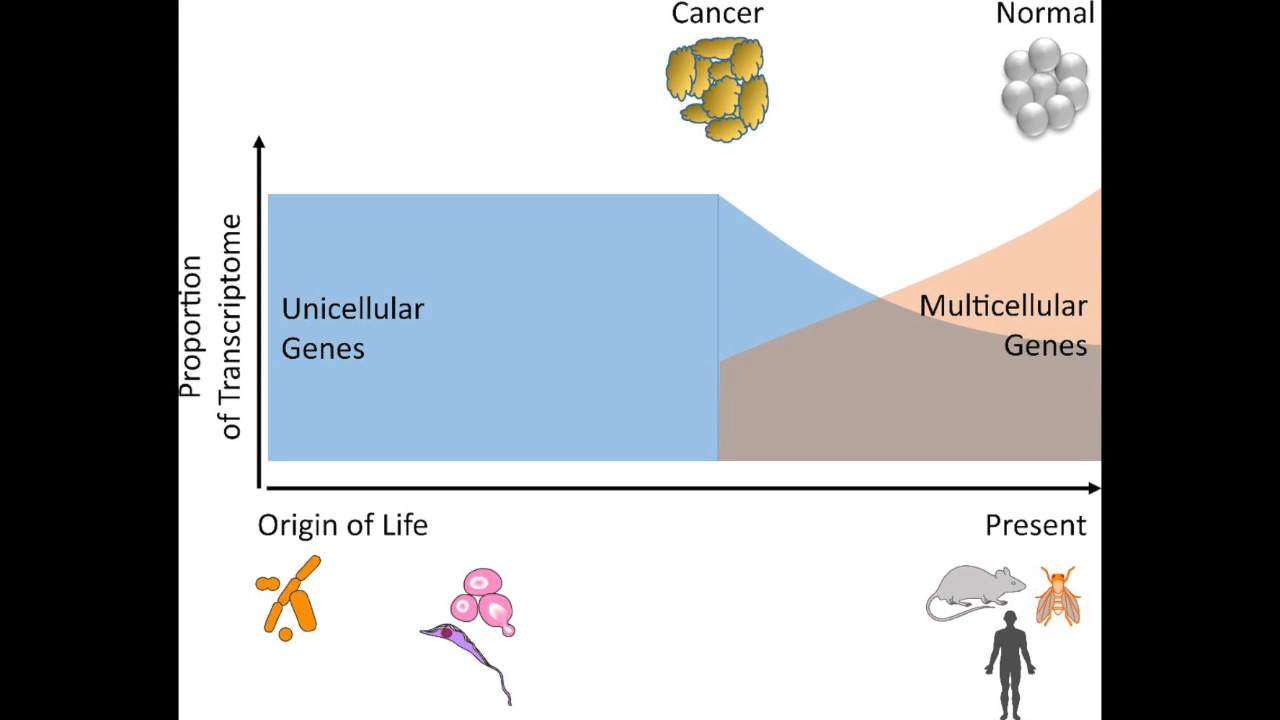 Cancer
Normal
Proportion
of Transcriptome
Unicellular
Genes
Multicellular
Genes
Origin of Life
Present